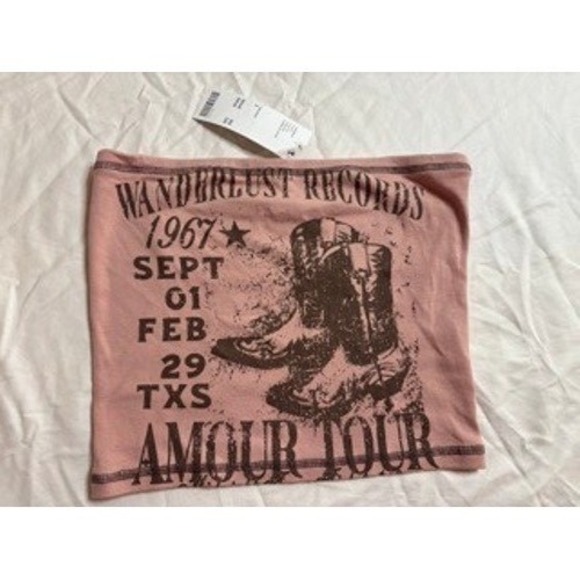 WANDERLUST RECORDS
1967
SEPT
01
FEB
29
TXS
AMOUR TOUR